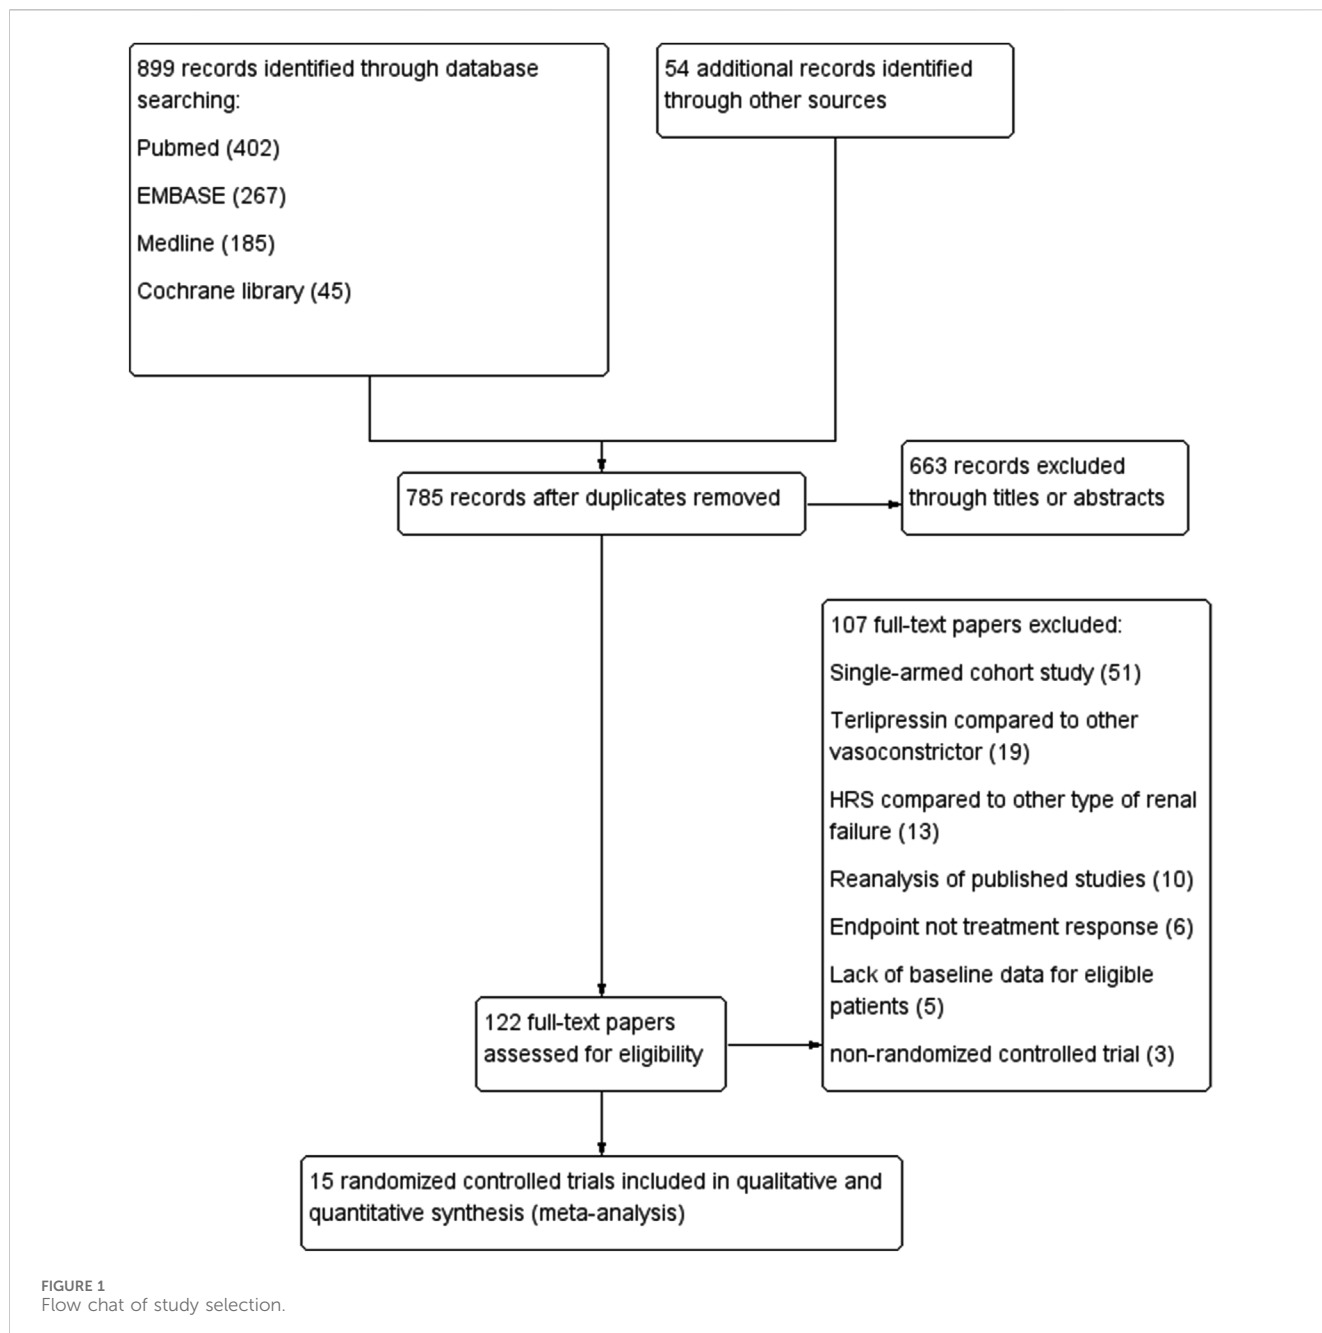 899 records identified through database
searching:
Pubmed (402)
EMBASE (267)
Medline (185)
Cochrane library (45)
54 additional records identified
through other sources
785 records after duplicates removed
663 records excluded
through titles or abstracts
107 full-text papers excluded:
Single-armed cohort study (51)
Terlipressin compared to other
vasoconstrictor (19)
HRS compared to other type of renal
failure (13)
Reanalysis of published studies (10)
Endpoint not treatment response (6)
Lack of baseline data for eligible
patients (5)
non-randomized controlled trial (3)
122 full-text papers
assessed for eligibility
15 randomized controlled trials included in qualitative and
quantitative synthesis (meta-analysis)
FIGURE 1
Flow chat of study selection.